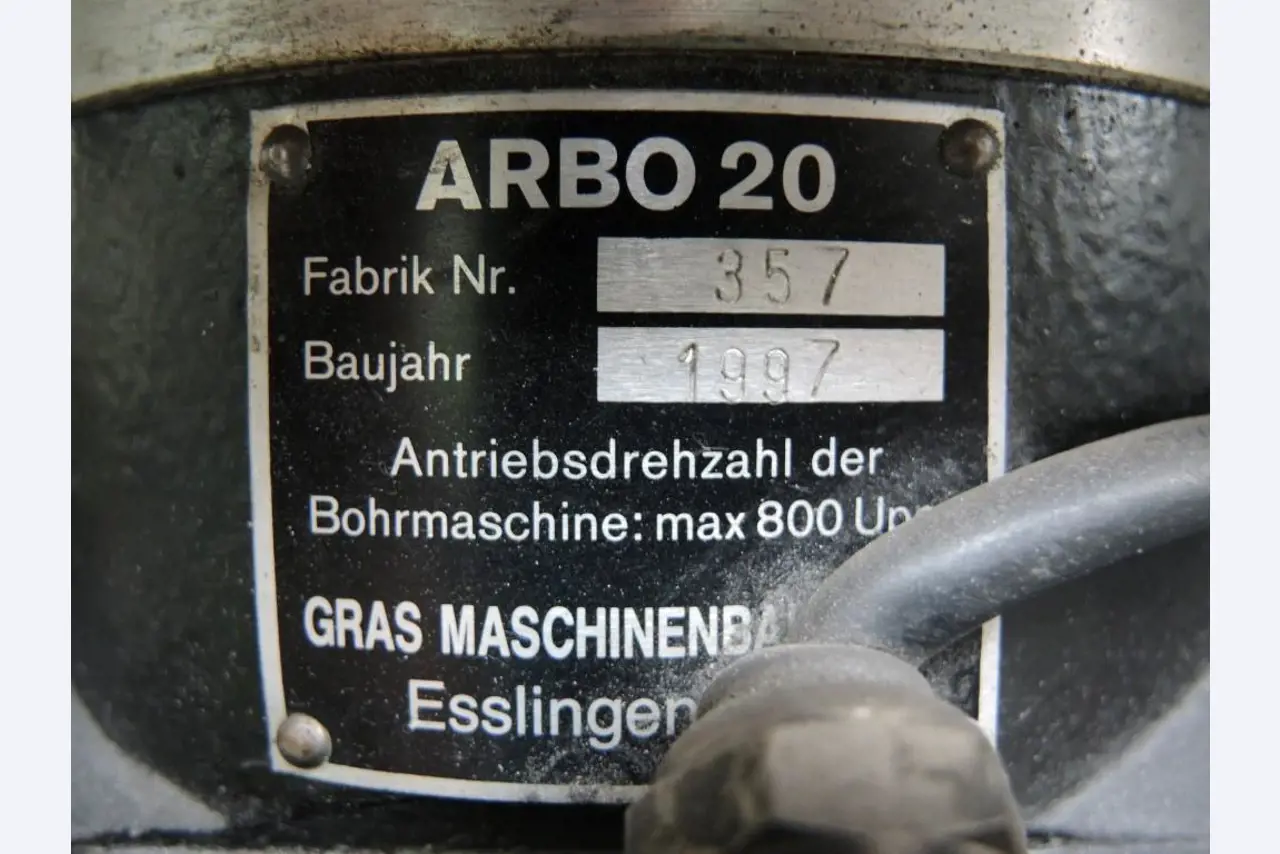 ARBO 20
Fabrik Nr. 357
Baujahr 1997
Antriebsdrehzahl der
Bohrmaschine: max 800
GRAS
Esslingen